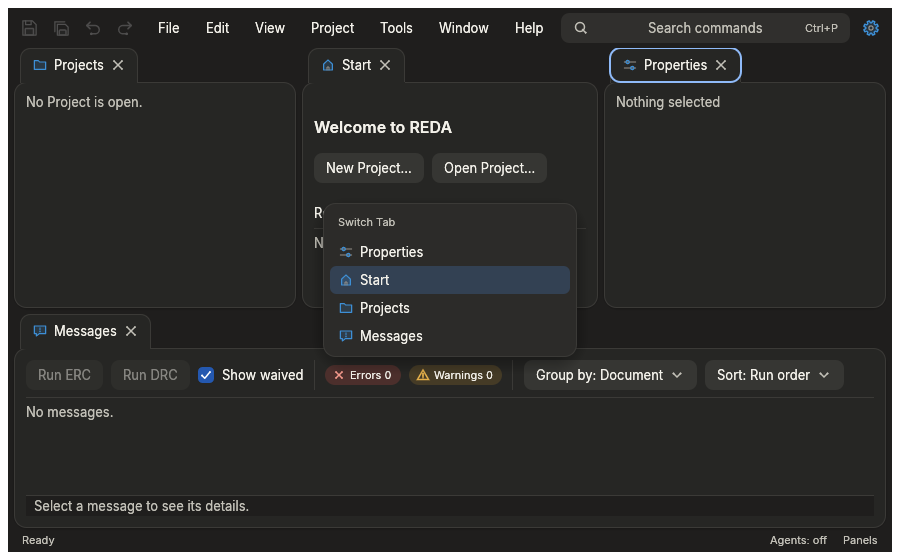 File Edit View Project Tools Window Help Search commands Ctrl+P
Projects Start Properties
No Project is open.
Nothing selected
Welcome to REDA
New Project... Open Project...
Switch Tab
Properties
Start
Projects
Messages
Messages
Run ERC Run DRC Show waived Errors 0 Warnings 0 Group by: Document Sort: Run order
No messages.
Select a message to see its details.
Ready Agents: off Panels